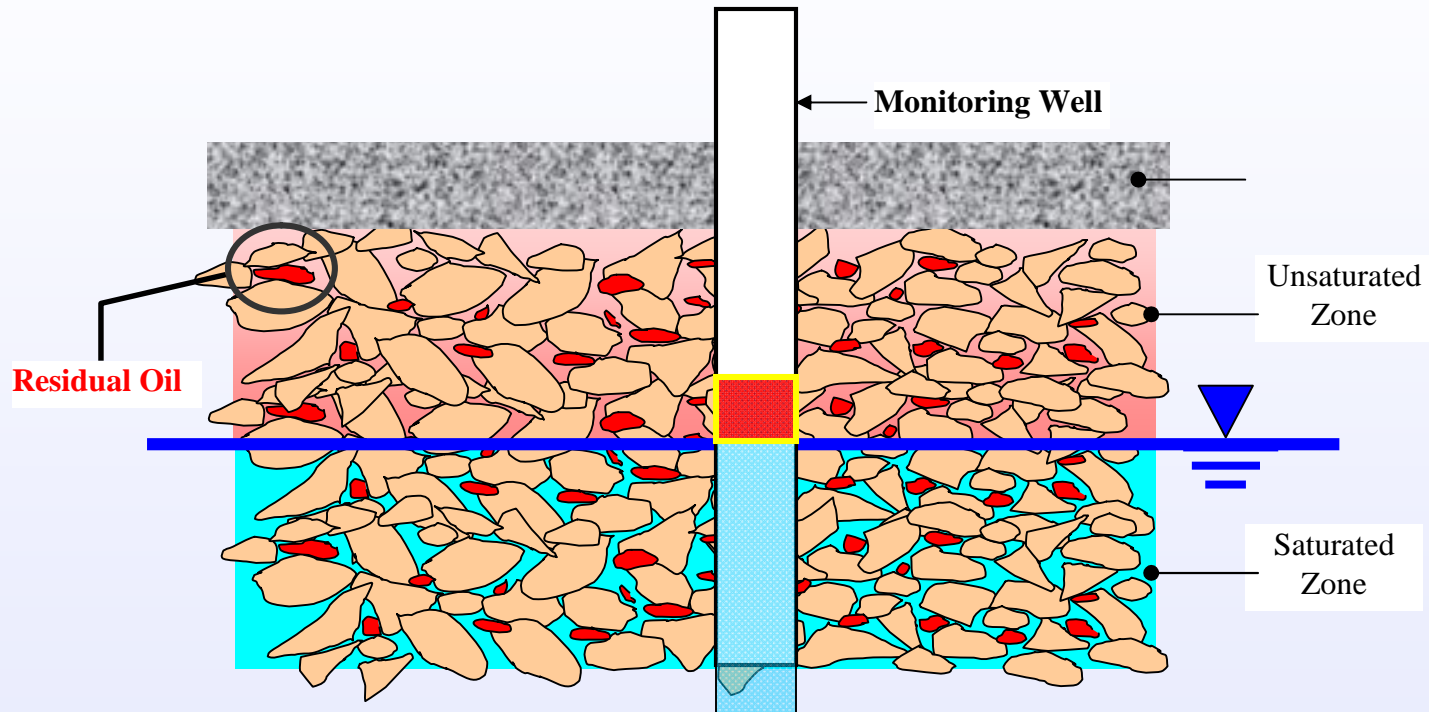 Monitoring Well
Unsaturated
Zone
Residual Oil
Saturated
Zone